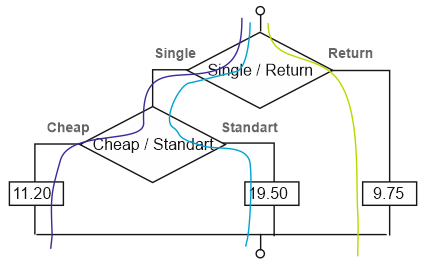 Single
Return
Single / Return
Cheap
Standart
Cheap / Standart
11.20
19.50
9.75